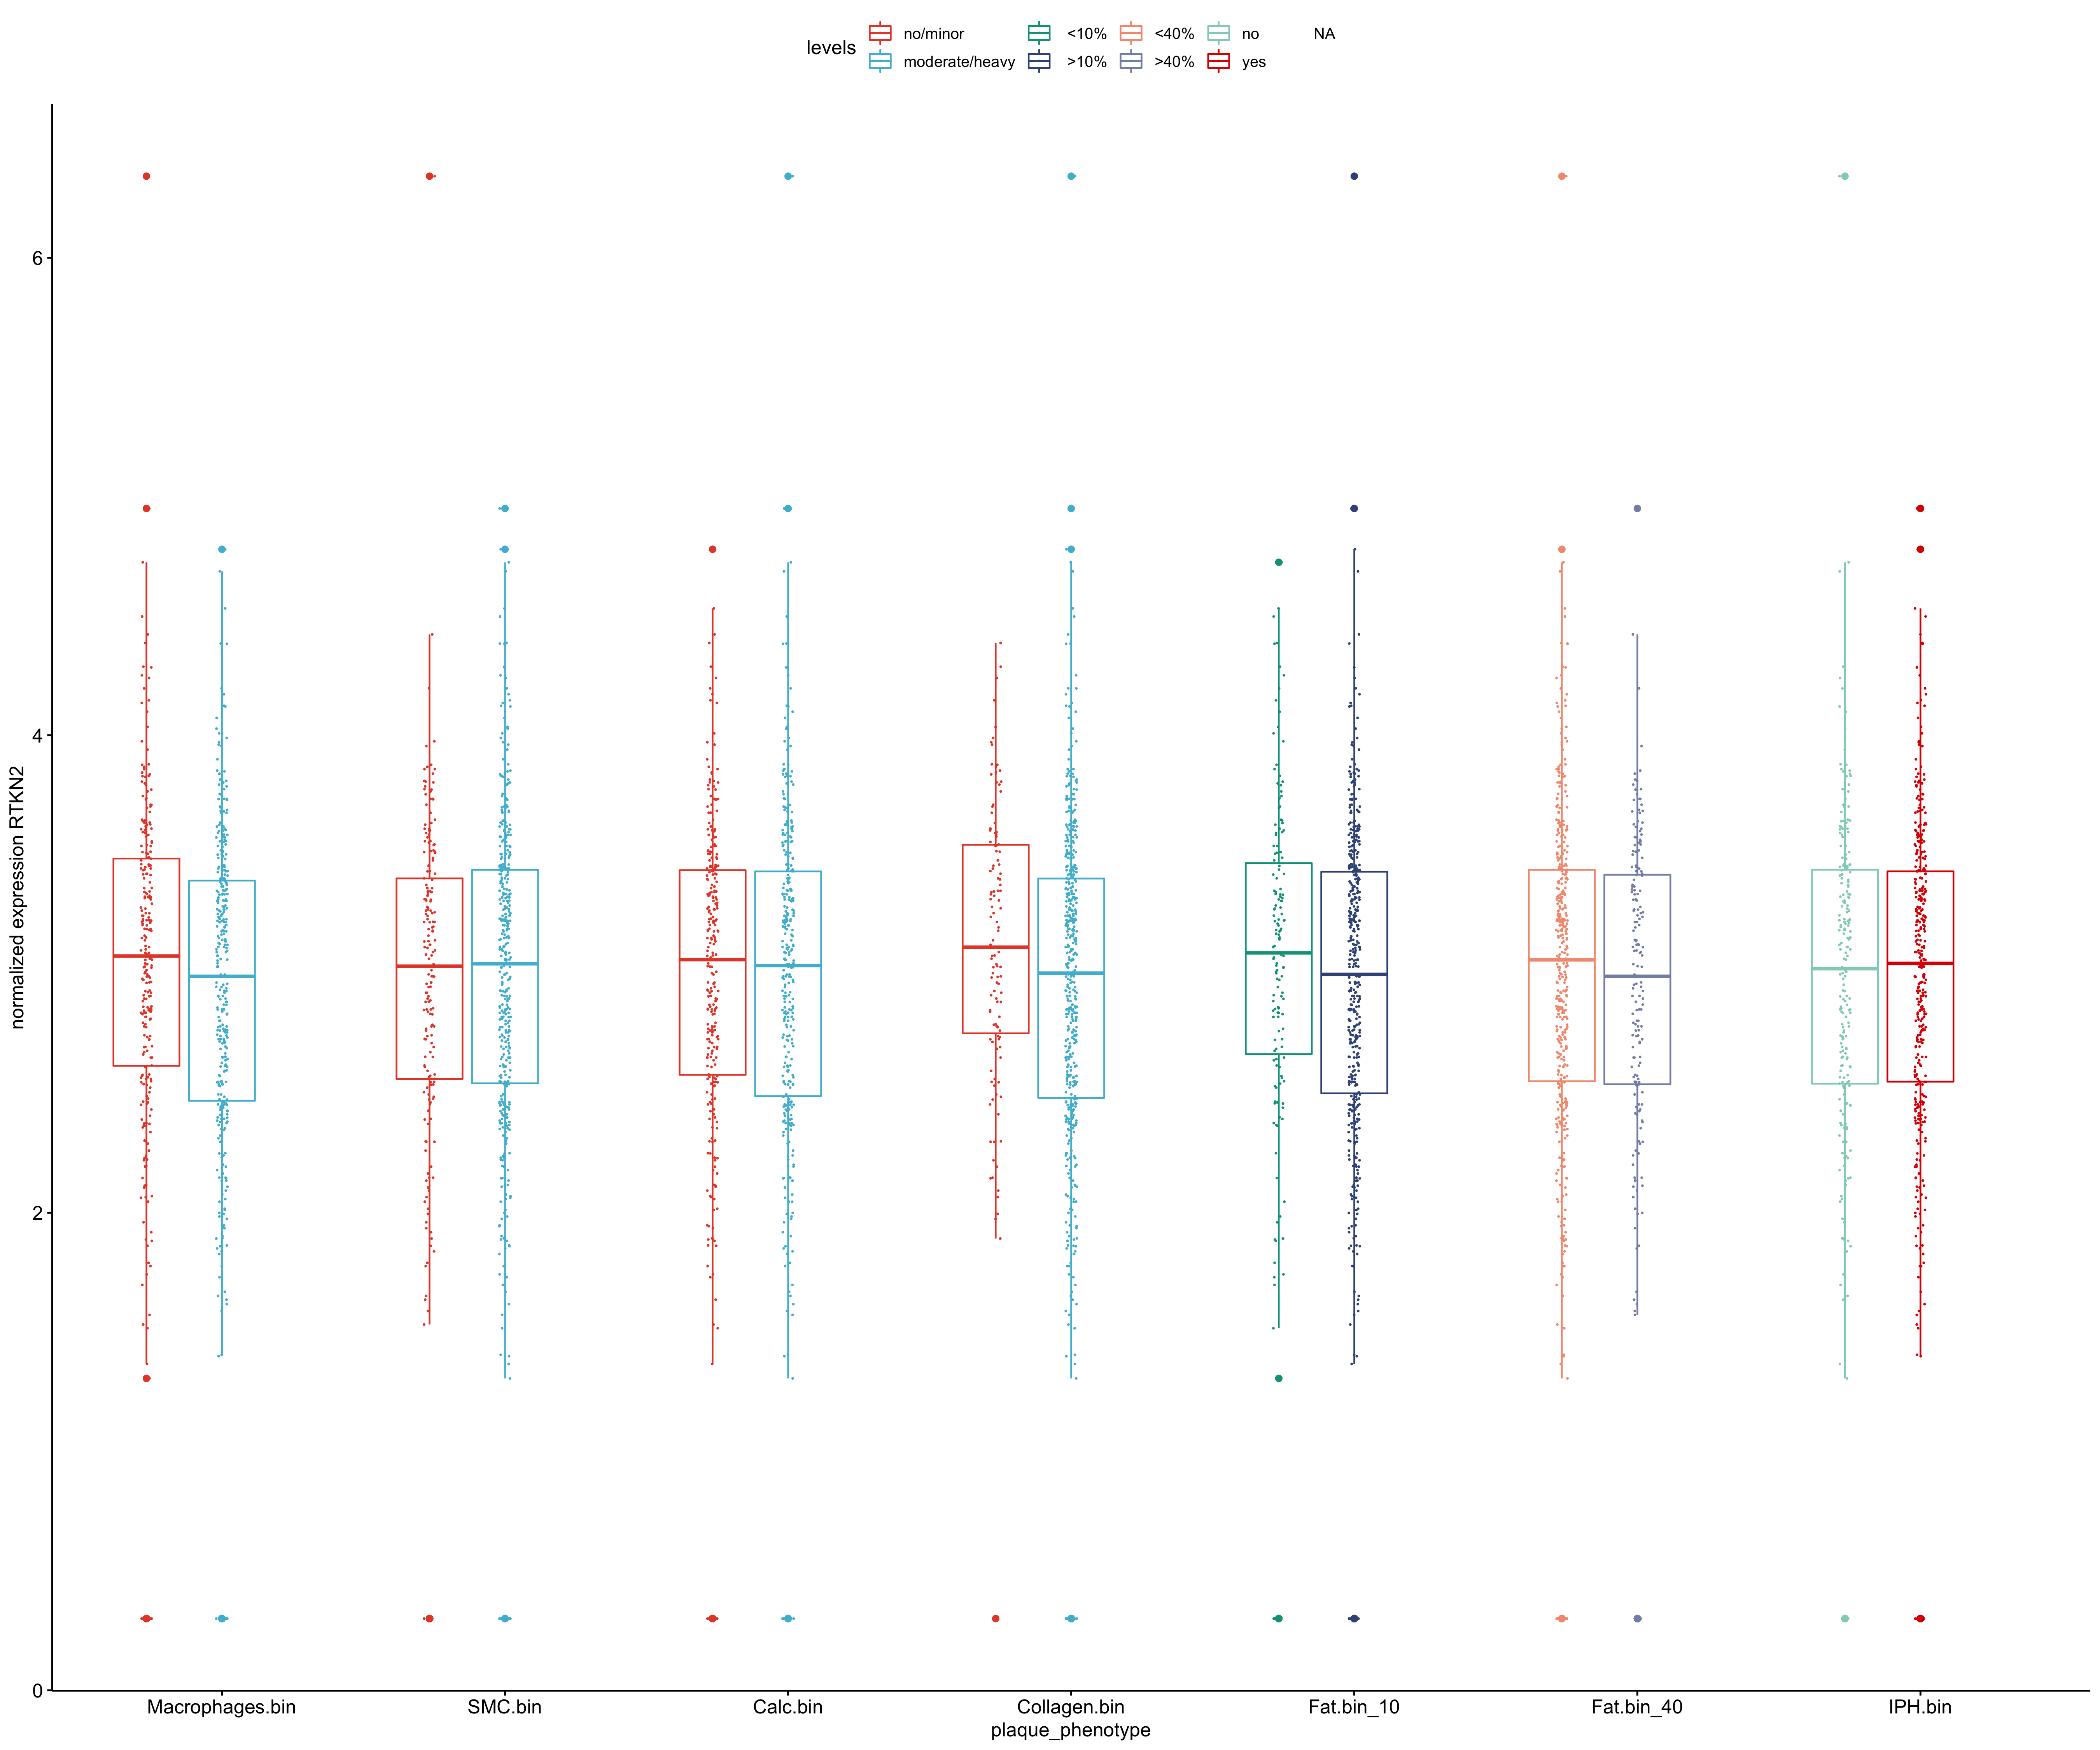 levels no/minor <10% <40% no NA
moderate/heavy >10% >40% yes
normalized expression RTKN2
6
4
2
0
Macrophages.bin SMC.bin Calc.bin Collagen.bin Fat.bin_10 Fat.bin_40 IPH.bin
plaque_phenotype